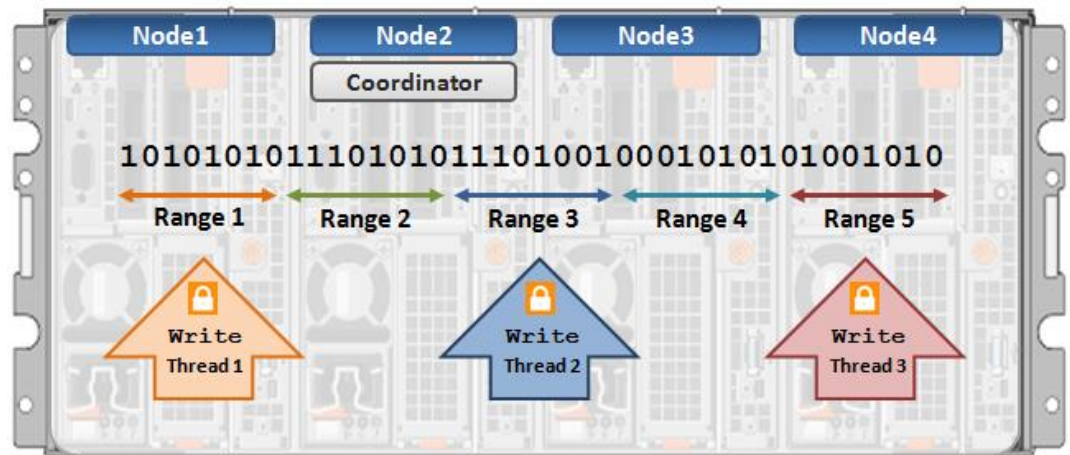 Node1 Node2 Node3 Node4
Coordinator
1010101011101010111010010001010101001010
Range 1 Range 2 Range 3 Range 4 Range 5
Write Write Write
Thread 1 Thread 2 Thread 3